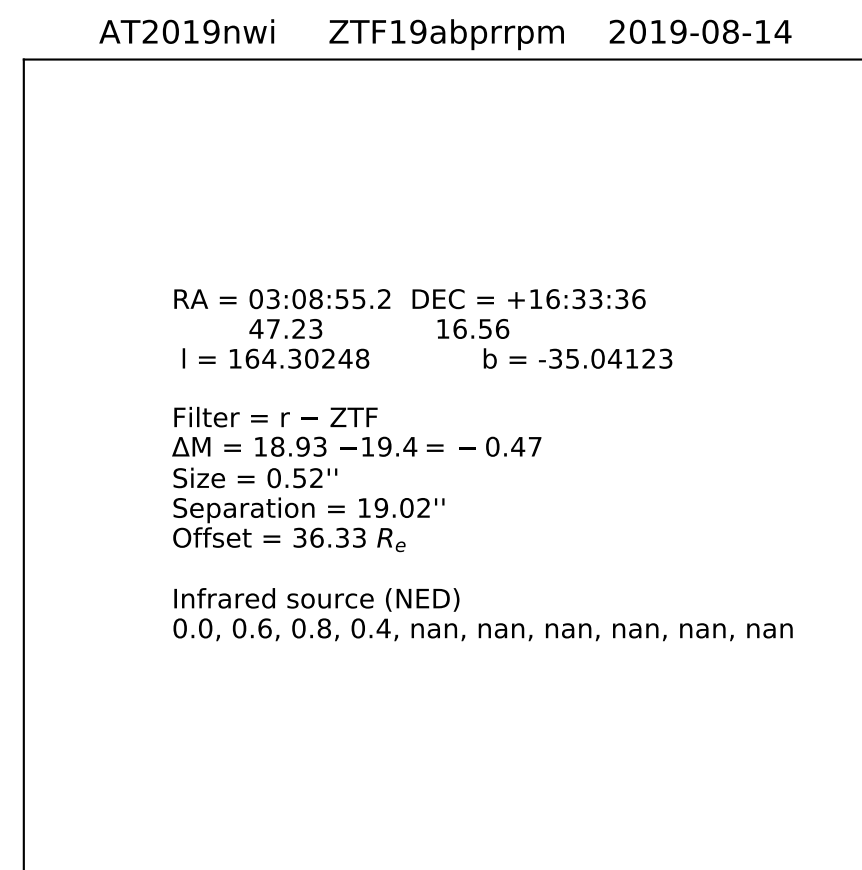 AT2019nwi ZTF19abprrpm 2019-08-14
RA = 03:08:55.2 DEC = +16:33:36
47.23 16.56
l = 164.30248 b = -35.04123
Filter = r − ZTF
ΔM = 18.93 −19.4 = − 0.47
Size = 0.52''
Separation = 19.02''
Offset = 36.33 Re
Infrared source (NED)
0.0, 0.6, 0.8, 0.4, nan, nan, nan, nan, nan, nan